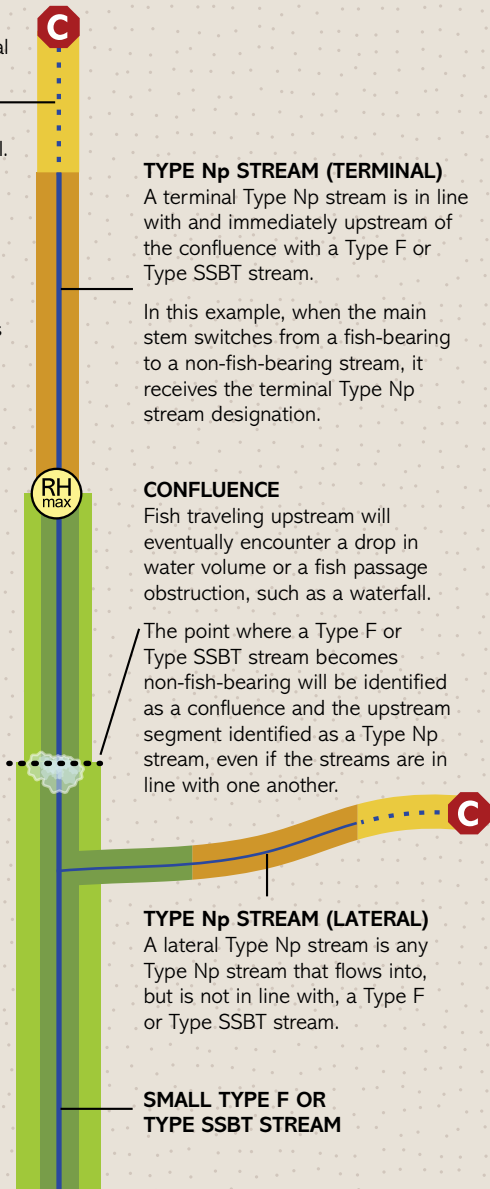 C
al
l.
TYPE Np STREAM (TERMINAL)
A terminal Type Np stream is in line
with and immediately upstream of
the confluence with a Type F or
Type SSBT stream.
In this example, when the main
stem switches from a fish-bearing
to a non-fish-bearing stream, it
receives the terminal Type Np
stream designation.
s
RH
max
CONFLUENCE
Fish traveling upstream will
eventually encounter a drop in
water volume or a fish passage
obstruction, such as a waterfall.
The point where a Type F or
Type SSBT stream becomes
non-fish-bearing will be identified
as a confluence and the upstream
segment identified as a Type Np
stream, even if the streams are in
line with one another.
C
TYPE Np STREAM (LATERAL)
A lateral Type Np stream is any
Type Np stream that flows into,
but is not in line with, a Type F
or Type SSBT stream.
SMALL TYPE F OR
TYPE SSBT STREAM